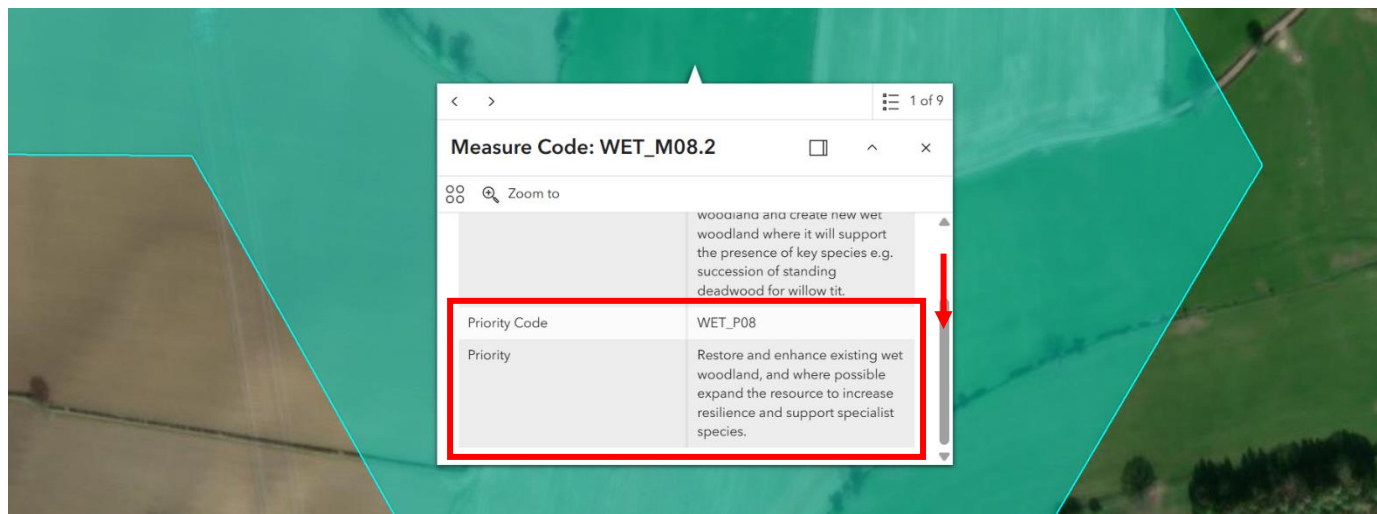 1 of 9
Measure Code: WET_M08.2
Zoom to
woodland and create new wet
woodland where it will support
the presence of key species e.g.
succession of standing
deadwood for willow tit.
Priority Code WET_P08
Priority Restore and enhance existing wet
woodland, and where possible
expand the resource to increase
resilience and support specialist
species.